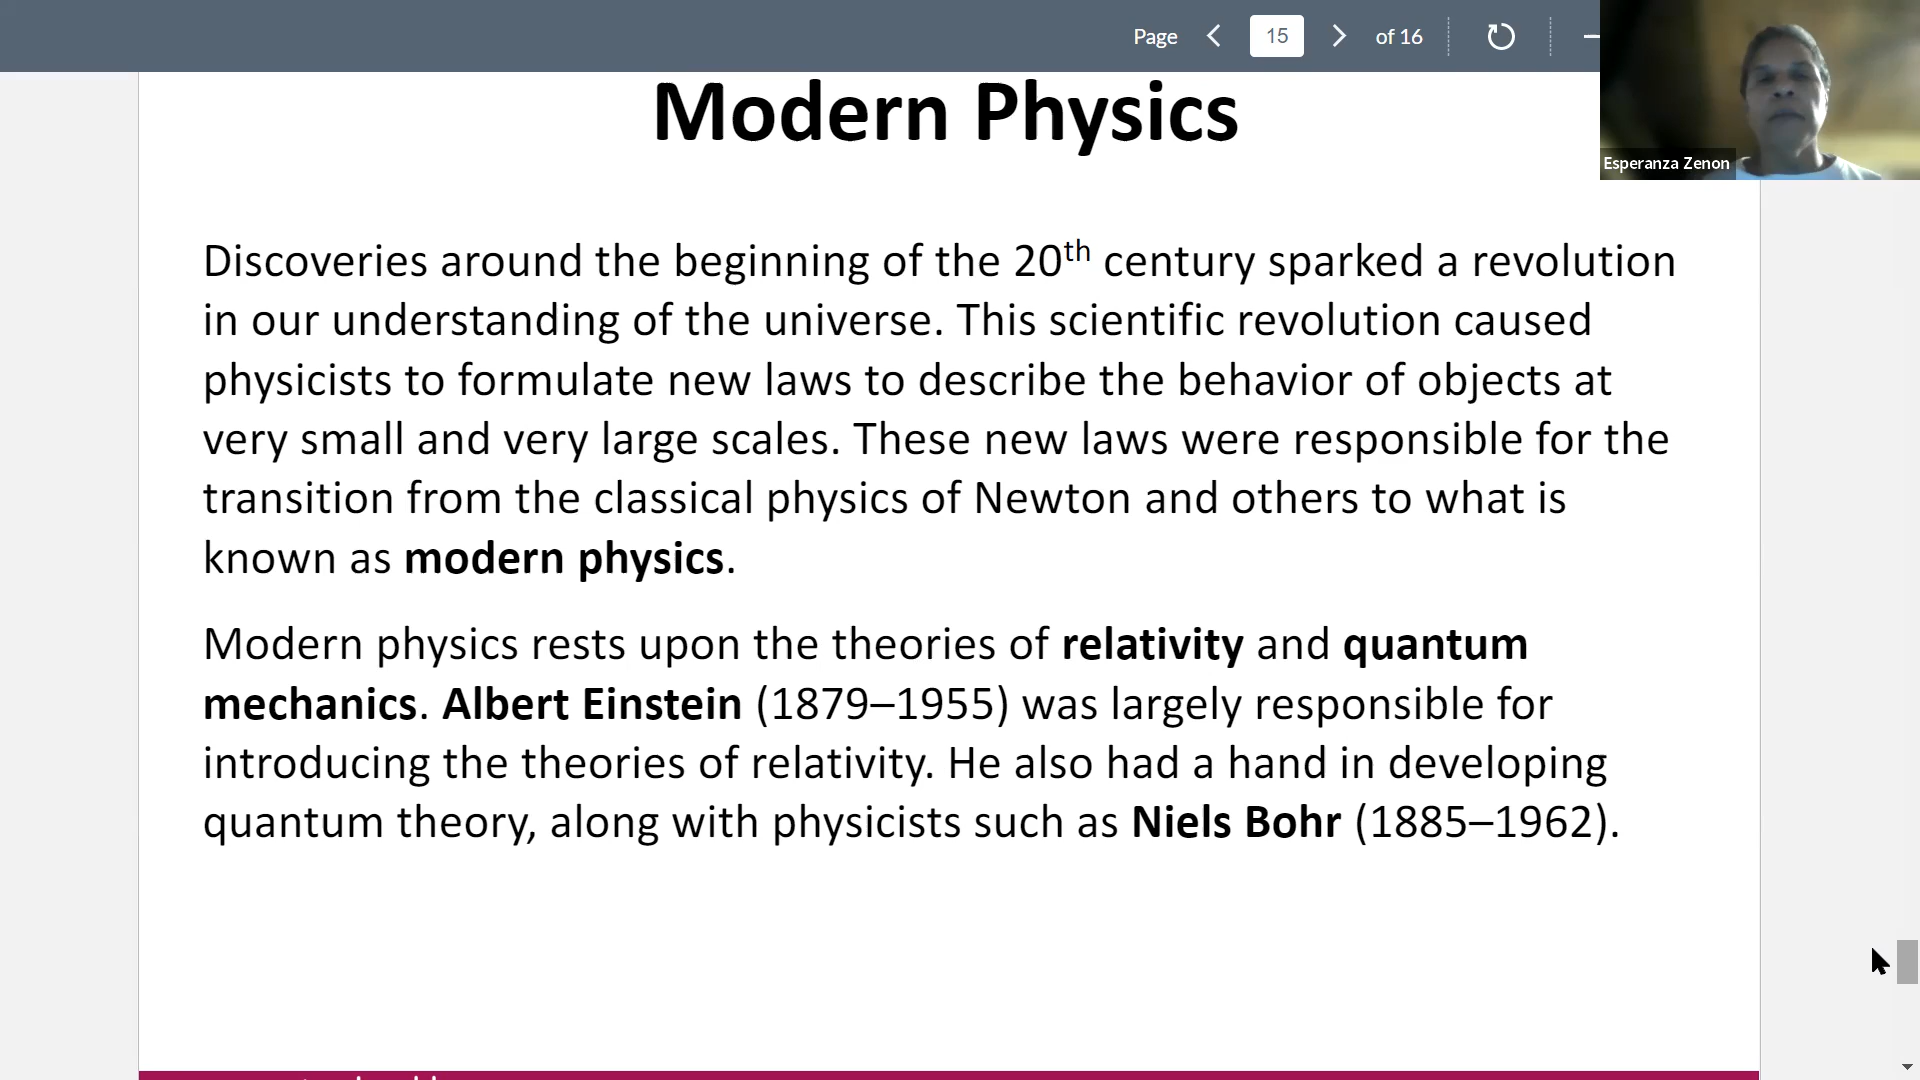 Page 15 of 16
Modern Physics
Esperanza Zenon
Discoveries around the beginning of the 20th century sparked a revolution
in our understanding of the universe. This scientific revolution caused
physicists to formulate new laws to describe the behavior of objects at
very small and very large scales. These new laws were responsible for the
transition from the classical physics of Newton and others to what is
known as modern physics.
Modern physics rests upon the theories of relativity and quantum
mechanics. Albert Einstein (1879–1955) was largely responsible for
introducing the theories of relativity. He also had a hand in developing
quantum theory, along with physicists such as Niels Bohr (1885–1962).